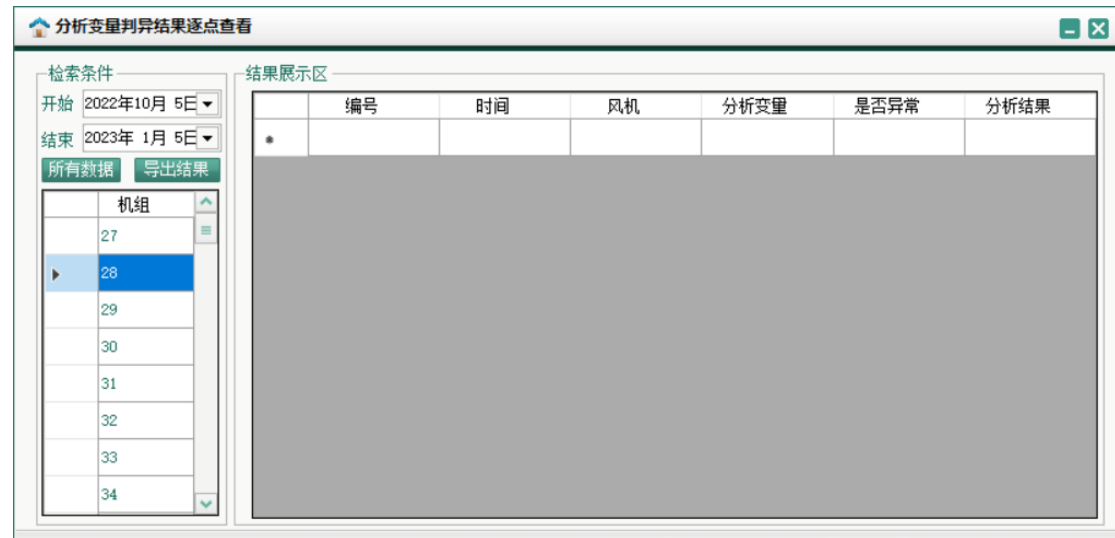 分析变量判异结果逐点查看
检索条件
开始 2022年10月 5日
结束 2023年 1月 5日
所有数据 导出结果
机组
27
28
29
30
31
32
33
34
结果展示区
编号 时间 风机 分析变量 是否异常 分析结果